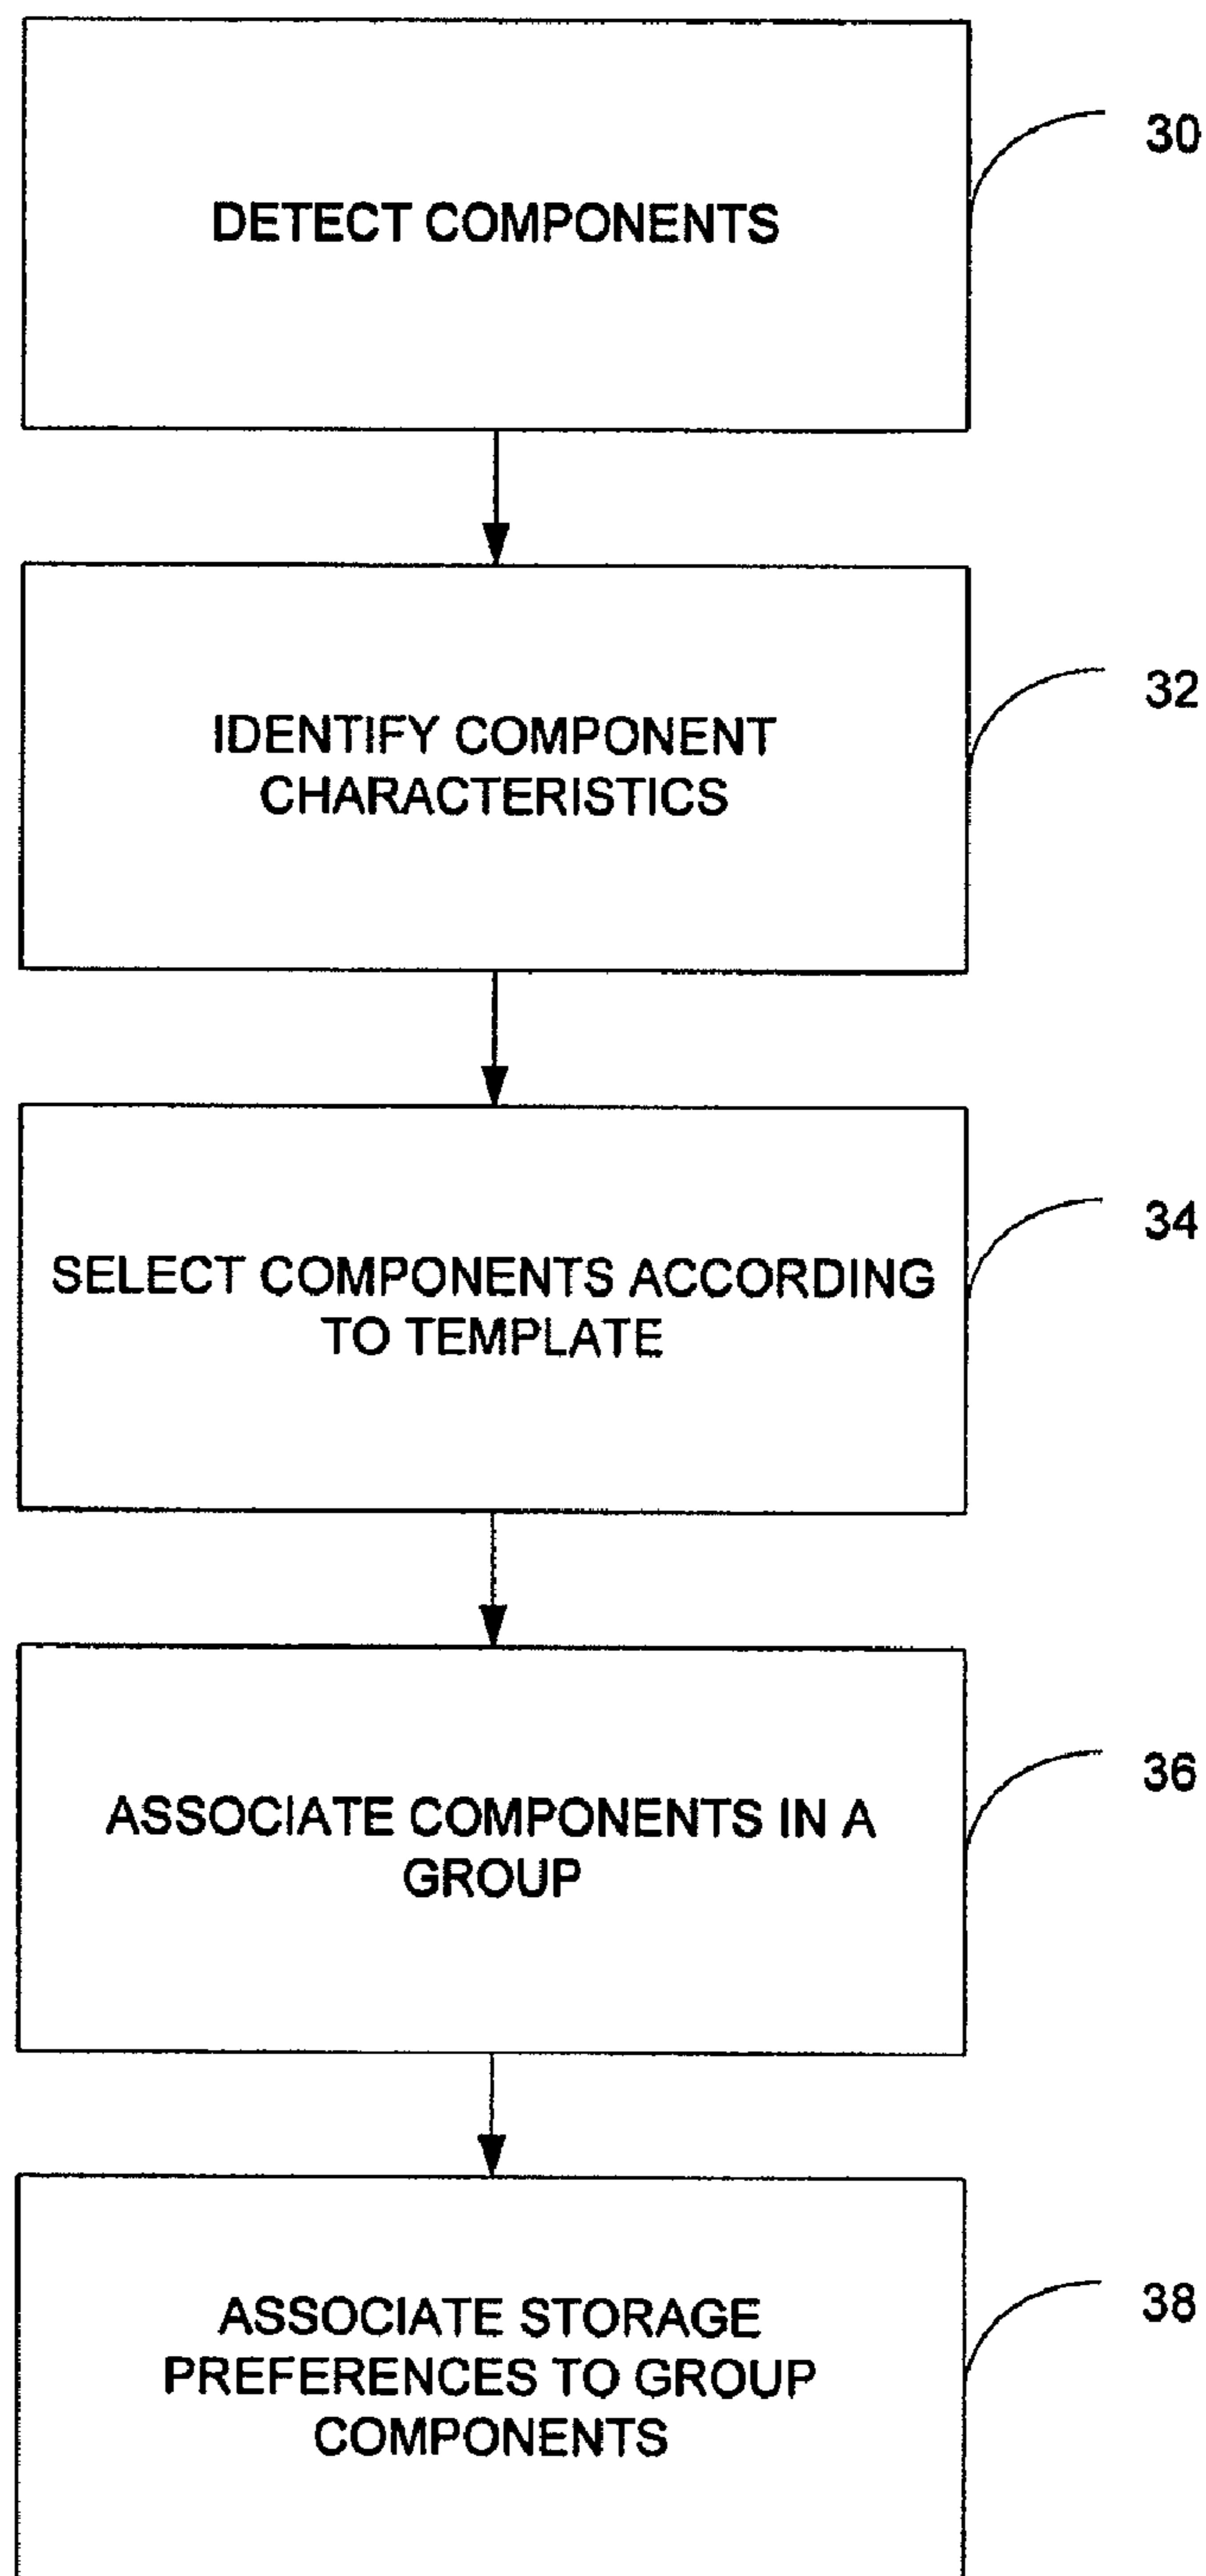 DETECT COMPONENTS
30
IDENTIFY COMPONENT
CHARACTERISTICS
32
SELECT COMPONENTS ACCORDING
TO TEMPLATE
34
ASSOCIATE COMPONENTS IN A
GROUP
36
ASSOCIATE STORAGE
PREFERENCES TO GROUP
COMPONENTS
38